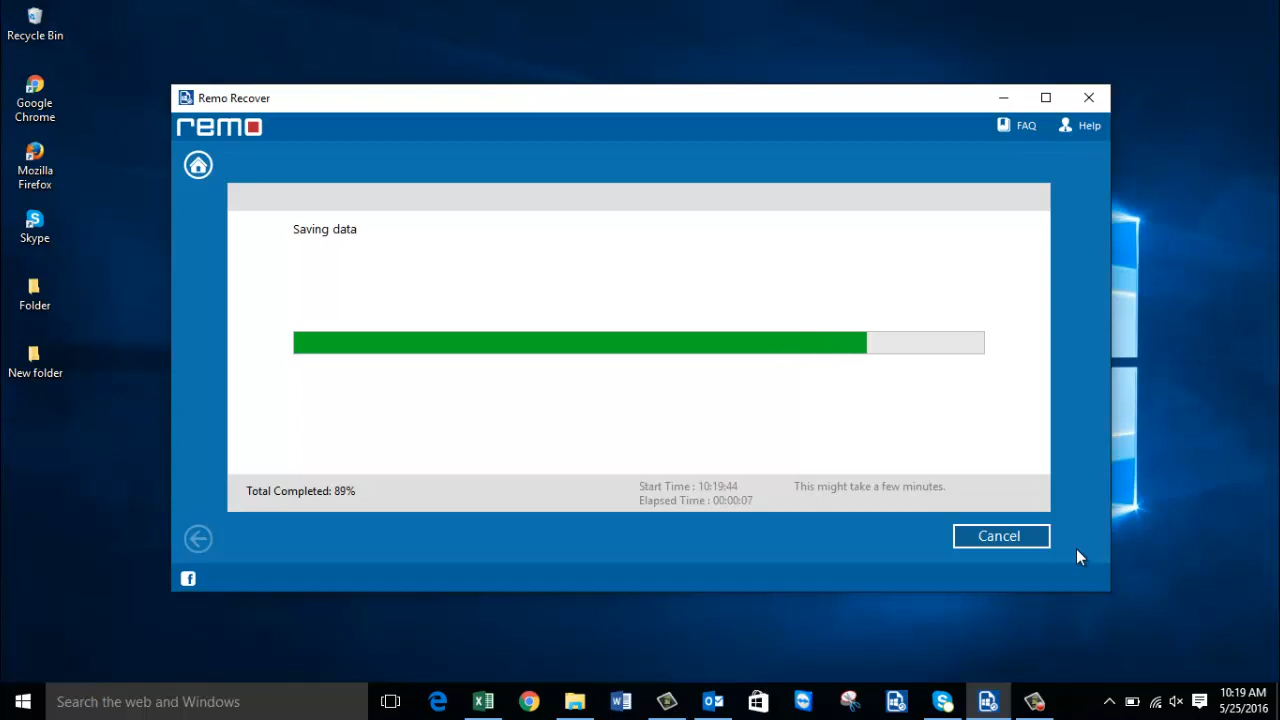 Recycle Bin
Google
Chrome
Mozilla
Firefox
Skype
Folder
New folder
Remo Recover
remo
FAQ
Help
Saving data
Total Completed: 89%
Start Time : 10:19:44
Elapsed Time : 00:00:07
This might take a few minutes.
Cancel
f
Search the web and Windows
10:19 AM
5/25/2016